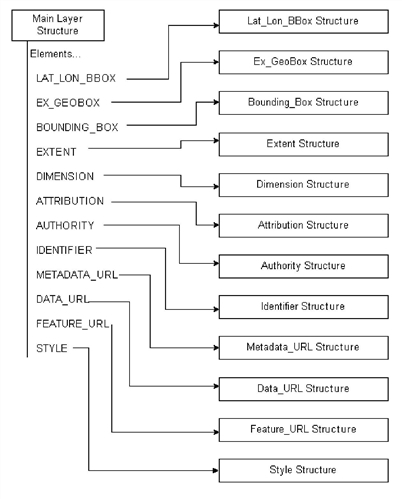 Main Layer
Structure
Elements...
LAT_LON_BBOX
EX_GEOBOX
BOUNDING_BOX
EXTENT
DIMENSION
ATTRIBUTION
AUTHORITY
IDENTIFIER
METADATA_URL
DATA_URL
FEATURE_URL
STYLE
Lat_Lon_BBox Structure
Ex_GeoBox Structure
Bounding_Box Structure
Extent Structure
Dimension Structure
Attribution Structure
Authority Structure
Identifier Structure
Metadata_URL Structure
Data_URL Structure
Feature_URL Structure
Style Structure